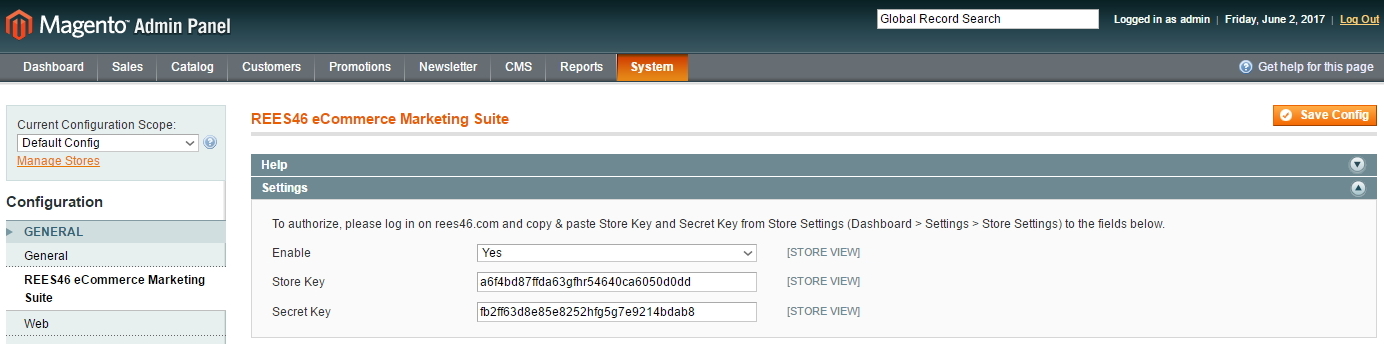 Magento Admin Panel
Global Record Search
Logged in as admin | Friday, June 2, 2017 | Log Out
Dashboard Sales Catalog Customers Promotions Newsletter CMS Reports System
Get help for this page
Current Configuration Scope:
Default Config
Manage Stores
Configuration
GENERAL
General
REES46 eCommerce Marketing
Suite
Web
REES46 eCommerce Marketing Suite
Save Config
Help
Settings
To authorize, please log in on rees46.com and copy & paste Store Key and Secret Key from Store Settings (Dashboard > Settings > Store Settings) to the fields below.
Enable Yes [STORE VIEW]
Store Key a6f4bd87ffda63gfhr54640ca6050d0dd [STORE VIEW]
Secret Key fb2ff63d8e85e8252hfg5g7e9214bdab8 [STORE VIEW]